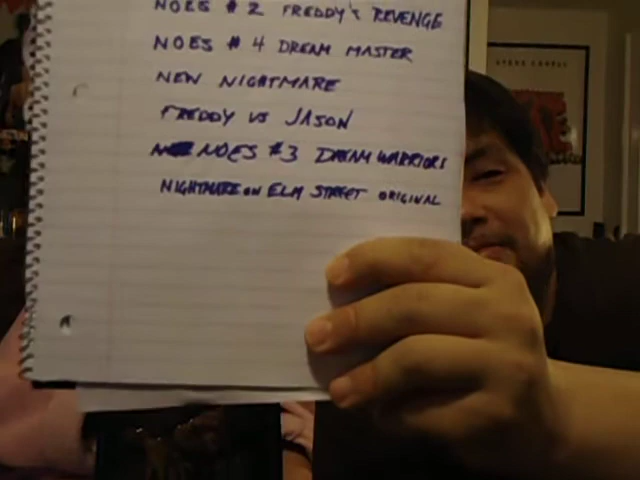 NOES # 2 FREDDY'S REVENGE
NOES # 4 DREAM MASTER
NEW NIGHTMARE
FREDDY VS JASON
NOES #3 DREAM WARRIORS
NIGHTMARE ON ELM STREET ORIGINAL